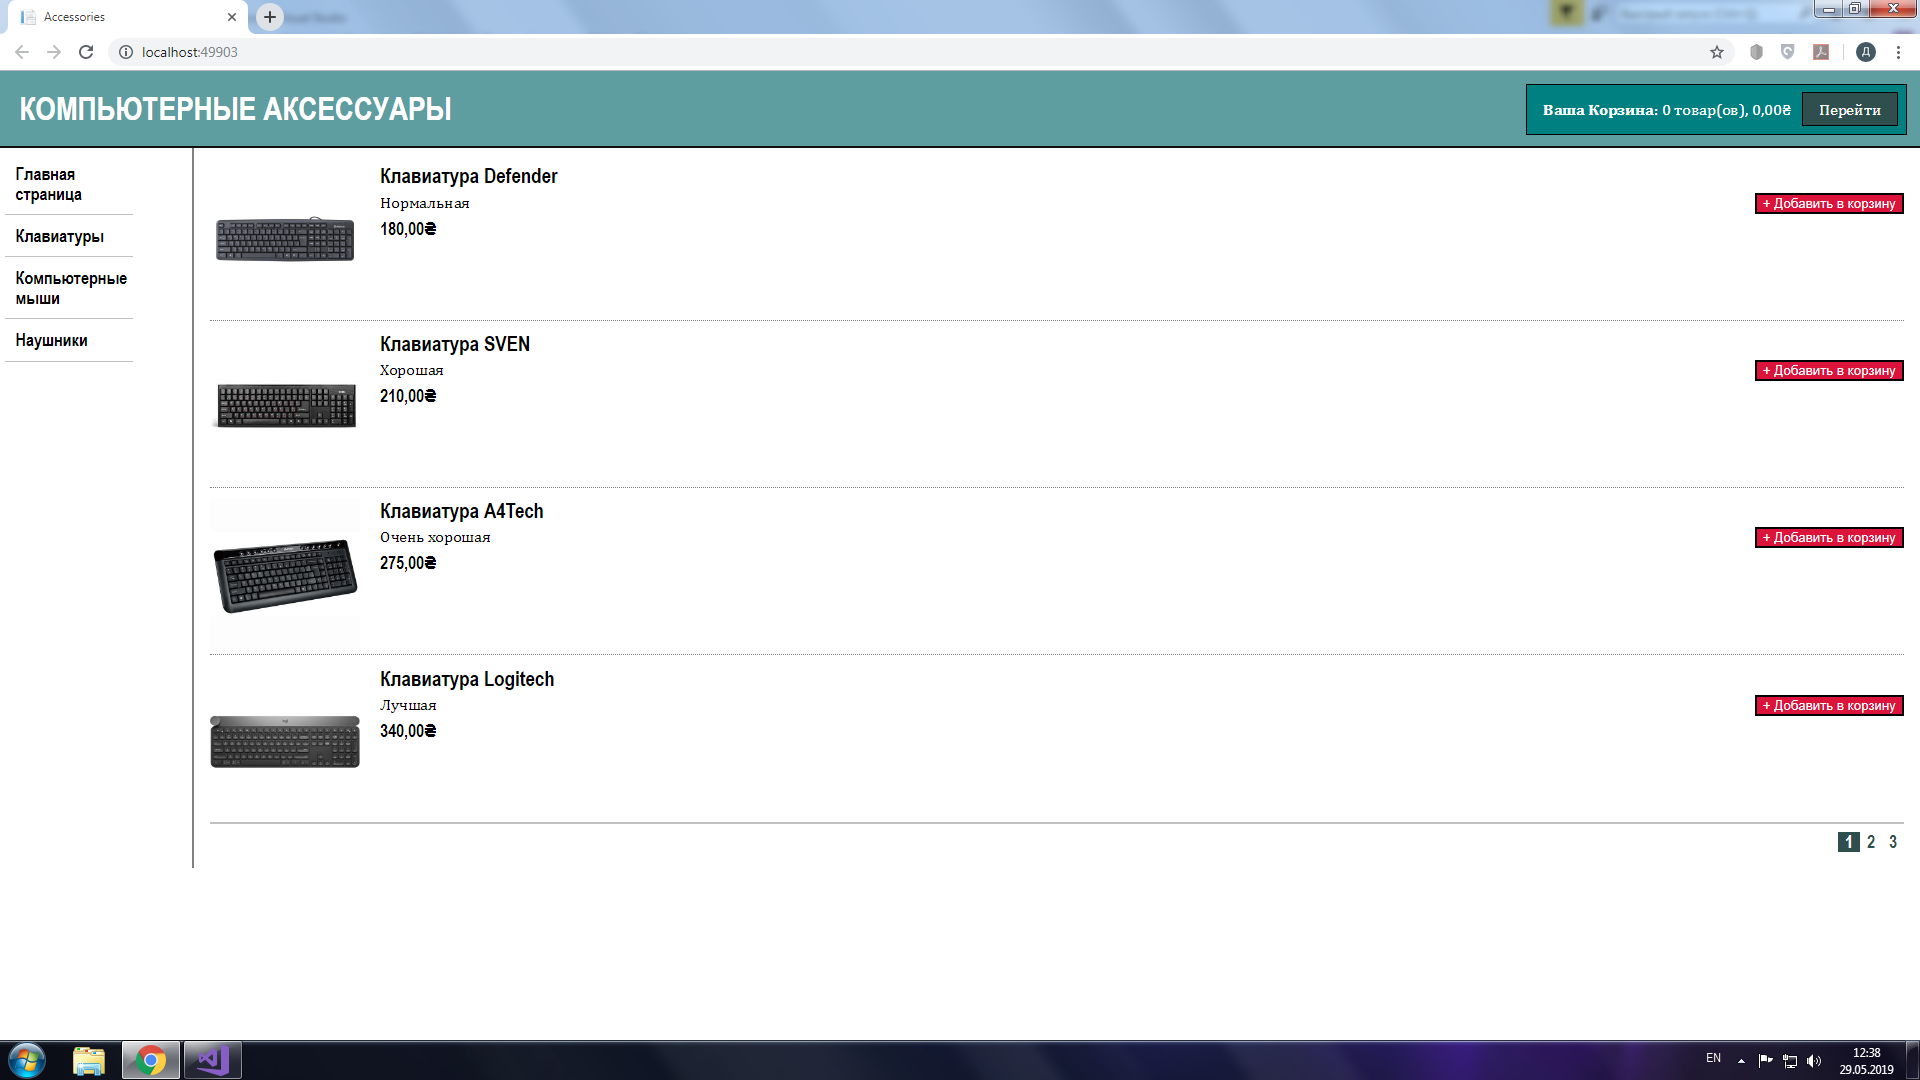 Accessories
localhost:49903
Д
КОМПЬЮТЕРНЫЕ АКСЕССУАРЫ
Ваша Корзина: 0 товар(ов), 0,00₴
Перейти
Главная
страница
Клавиатуры
Компьютерные
мыши
Наушники
Клавиатура Defender
Нормальная
180,00₴
+ Добавить в корзину
Клавиатура SVEN
Хорошая
210,00₴
+ Добавить в корзину
Клавиатура A4Tech
Очень хорошая
275,00₴
+ Добавить в корзину
Клавиатура Logitech
Лучшая
340,00₴
+ Добавить в корзину
1 2 3
EN
12:38
29.05.2019